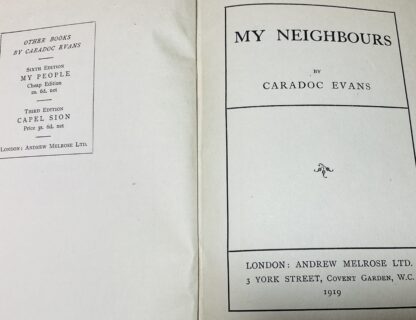 OTHER BOOKS
BY CARADOC EVANS
SIXTH EDITION
MY PEOPLE
Cheap Edition
2s. 6d. net
THIRD EDITION
CAPEL SION
Price 5s. 6d. net
LONDON: ANDREW MELROSE LTD.
MY NEIGHBOURS
BY
CARADOC EVANS
LONDON: ANDREW MELROSE LTD.
3 YORK STREET, COVENT GARDEN, W.C.
1919